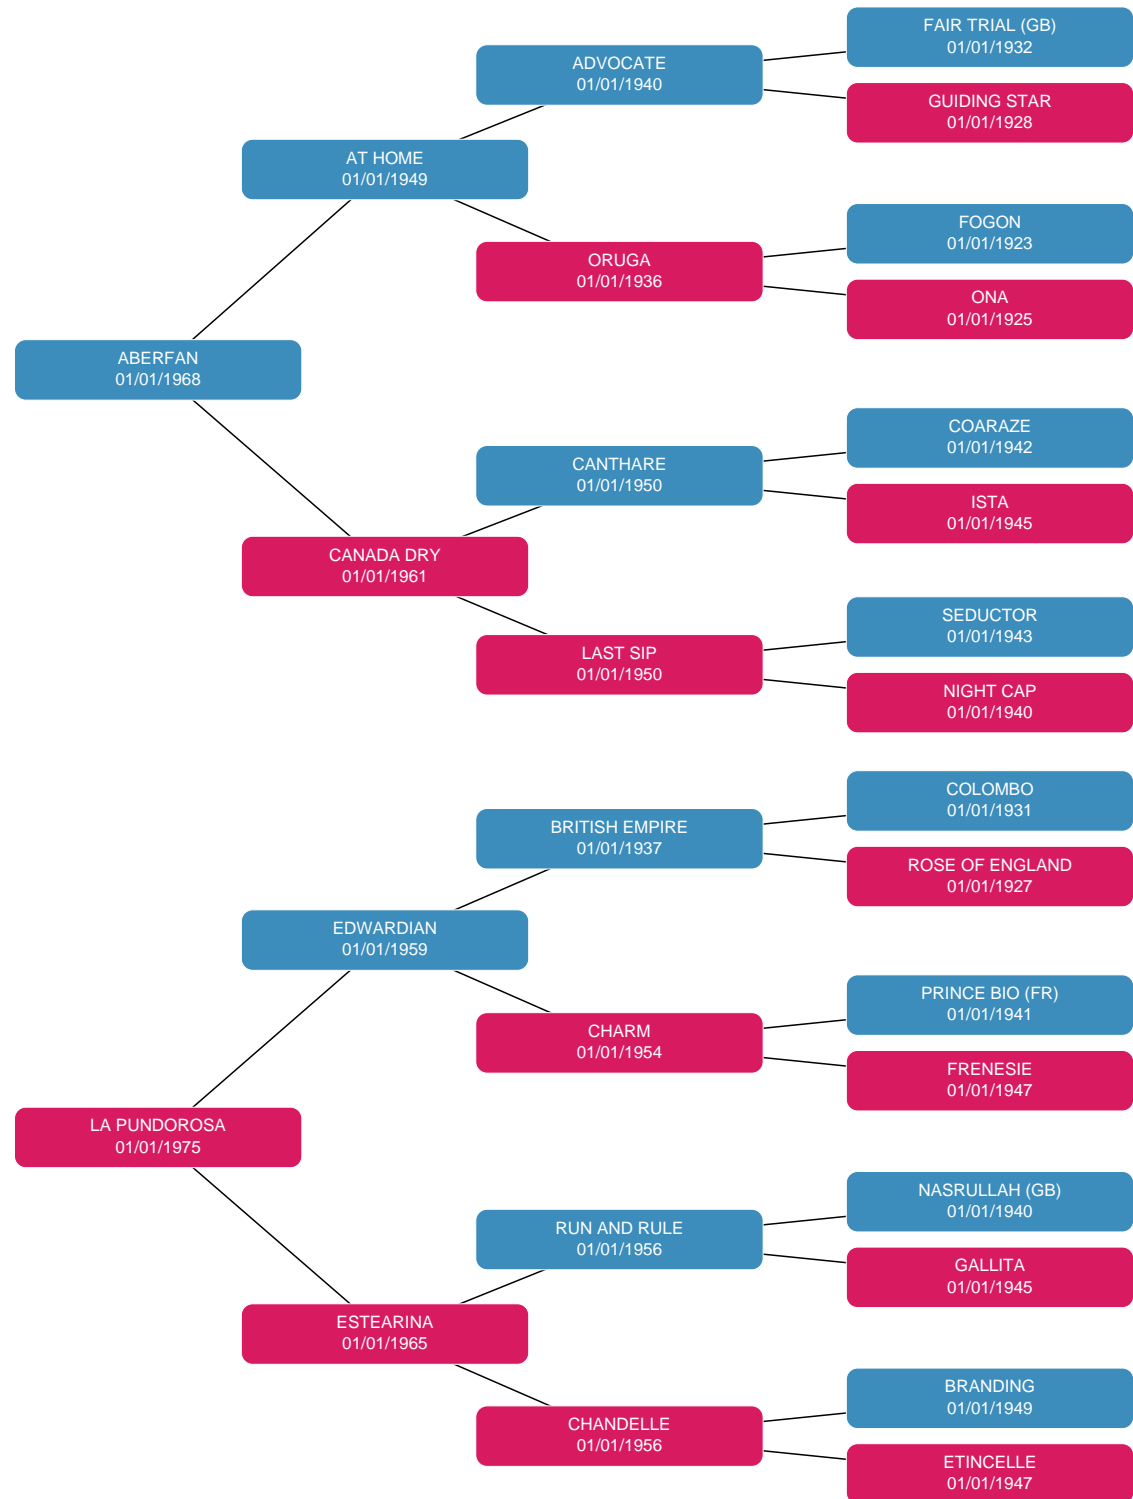 FAIR TRIAL (GB)
01/01/1932
ADVOCATE
01/01/1940
GUIDING STAR
01/01/1928
AT HOME
01/01/1949
FOGON
01/01/1923
ORUGA
01/01/1936
ONA
01/01/1925
ABERFAN
01/01/1968
COARAZE
01/01/1942
CANTHARE
01/01/1950
ISTA
01/01/1945
CANADA DRY
01/01/1961
SEDUCTOR
01/01/1943
LAST SIP
01/01/1950
NIGHT CAP
01/01/1940
COLOMBO
01/01/1931
BRITISH EMPIRE
01/01/1937
ROSE OF ENGLAND
01/01/1927
EDWARDIAN
01/01/1959
PRINCE BIO (FR)
01/01/1941
CHARM
01/01/1954
FRENESIE
01/01/1947
LA PUNDOROSA
01/01/1975
NASRULLAH (GB)
01/01/1940
RUN AND RULE
01/01/1956
GALLITA
01/01/1945
ESTEARINA
01/01/1965
BRANDING
01/01/1949
CHANDELLE
01/01/1956
ETINCELLE
01/01/1947